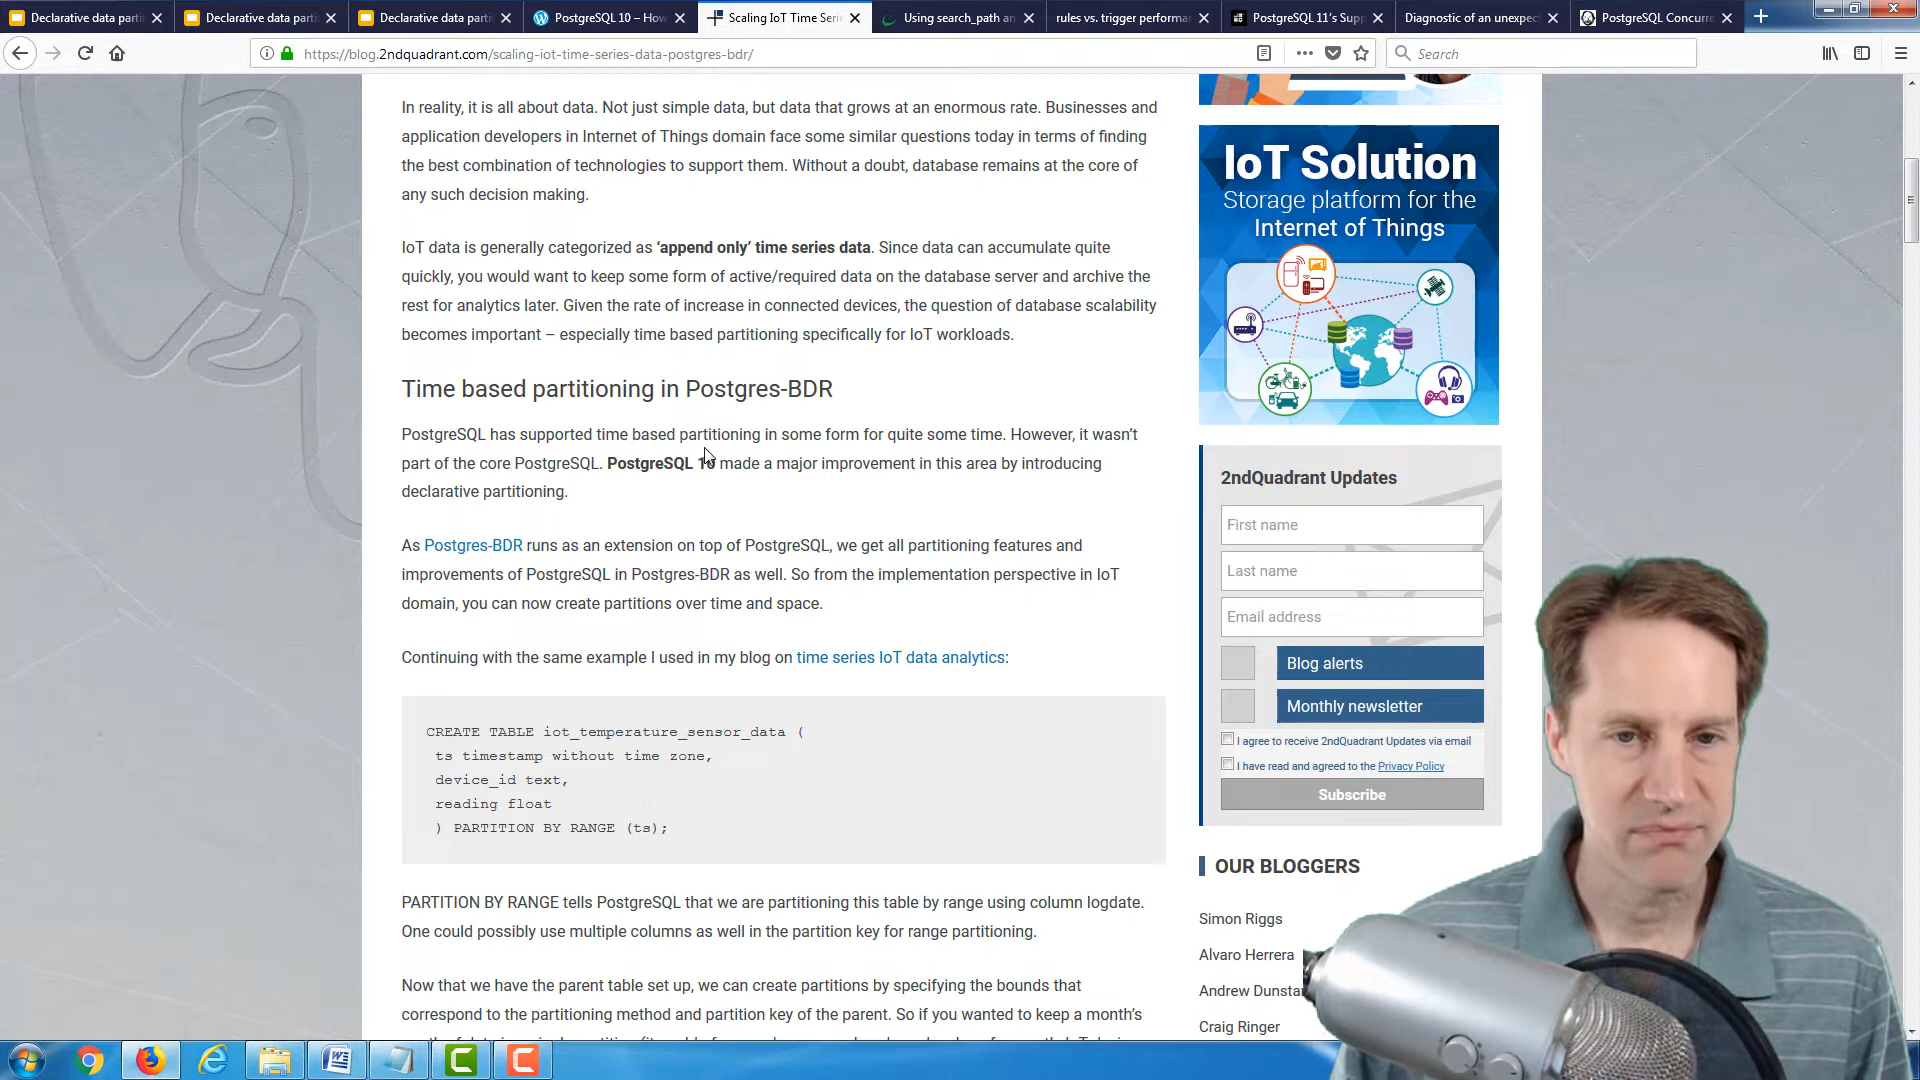 Declarative data parti
Declarative data parti
Declarative data parti
PostgreSQL 10 – How
Scaling IoT Time Seri
Using search_path an
rules vs. trigger performa
PostgreSQL 11's Supp
Diagnostic of an unexpec
PostgreSQL Concurre
https://blog.2ndquadrant.com/scaling-iot-time-series-data-postgres-bdr/
Search
In reality, it is all about data. Not just simple data, but data that grows at an enormous rate. Businesses and
application developers in Internet of Things domain face some similar questions today in terms of finding
the best combination of technologies to support them. Without a doubt, database remains at the core of
any such decision making.
IoT data is generally categorized as ‘append only’ time series data. Since data can accumulate quite
quickly, you would want to keep some form of active/required data on the database server and archive the
rest for analytics later. Given the rate of increase in connected devices, the question of database scalability
becomes important – especially time based partitioning specifically for IoT workloads.
Time based partitioning in Postgres-BDR
PostgreSQL has supported time based partitioning in some form for quite some time. However, it wasn’t
part of the core PostgreSQL. PostgreSQL made a major improvement in this area by introducing
declarative partitioning.
As Postgres-BDR runs as an extension on top of PostgreSQL, we get all partitioning features and
improvements of PostgreSQL in Postgres-BDR as well. So from the implementation perspective in IoT
domain, you can now create partitions over time and space.
Continuing with the same example I used in my blog on time series IoT data analytics:
CREATE TABLE iot_temperature_sensor_data (
ts timestamp without time zone,
device_id text,
reading float
) PARTITION BY RANGE (ts);
PARTITION BY RANGE tells PostgreSQL that we are partitioning this table by range using column logdate.
One could possibly use multiple columns as well in the partition key for range partitioning.
Now that we have the parent table set up, we can create partitions by specifying the bounds that
correspond to the partitioning method and partition key of the parent. So if you wanted to keep a month’s
IoT Solution
Storage platform for the
Internet of Things
2ndQuadrant Updates
First name
Last name
Email address
Blog alerts
Monthly newsletter
I agree to receive 2ndQuadrant Updates via email
I have read and agreed to the Privacy Policy
Subscribe
OUR BLOGGERS
Simon Riggs
Alvaro Herrera
Andrew Dunsta
Craig Ringer